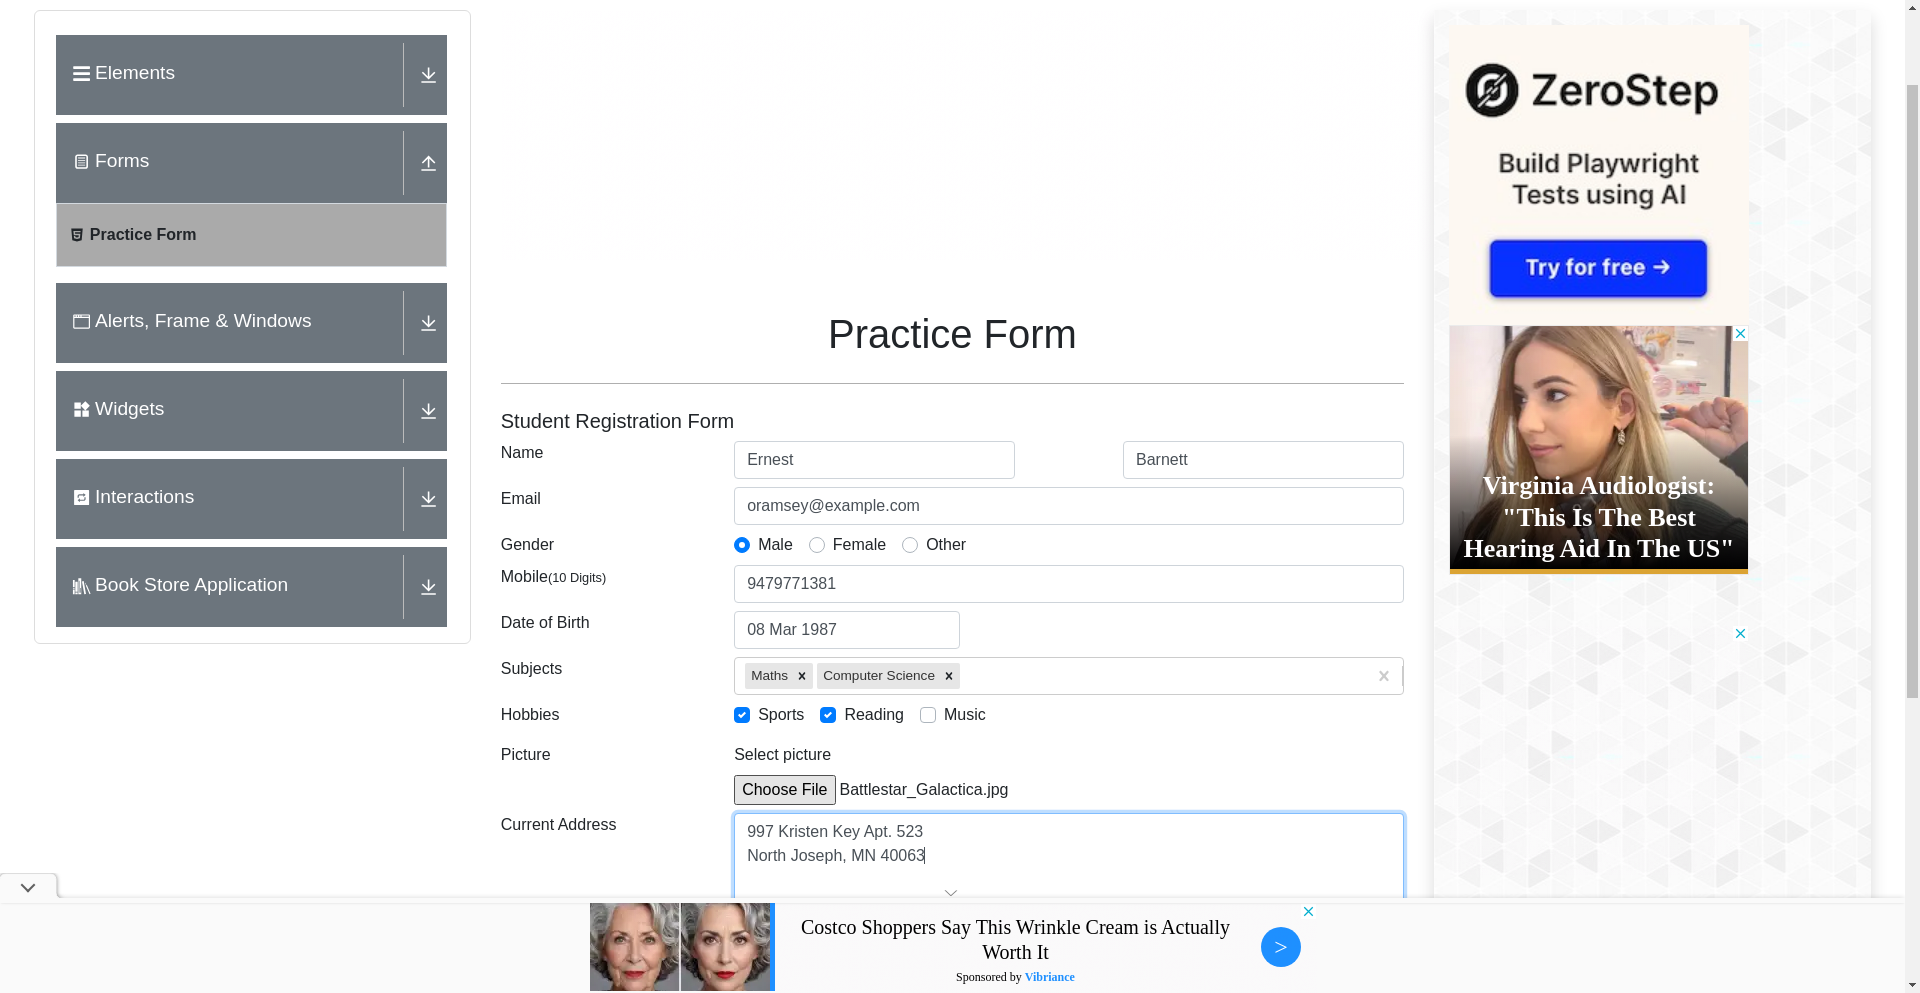 Elements
Forms
Practice Form
Alerts, Frame & Windows
Widgets
Interactions
Book Store Application
Practice Form
Student Registration Form
Name
Ernest
Barnett
Email
oramsey@example.com
Gender
Male
Female
Other
Mobile(10 Digits)
9479771381
Date of Birth
08 Mar 1987
Subjects
Maths
Computer Science
Hobbies
Sports
Reading
Music
Picture
Select picture
Choose File Battlestar_Galactica.jpg
Current Address
997 Kristen Key Apt. 523
North Joseph, MN 40063
ZeroStep
Build Playwright
Tests using AI
Try for free →
Virginia Audiologist:
"This Is The Best
Hearing Aid In The US"
Costco Shoppers Say This Wrinkle Cream is Actually
Worth It
Sponsored by Vibriance
>